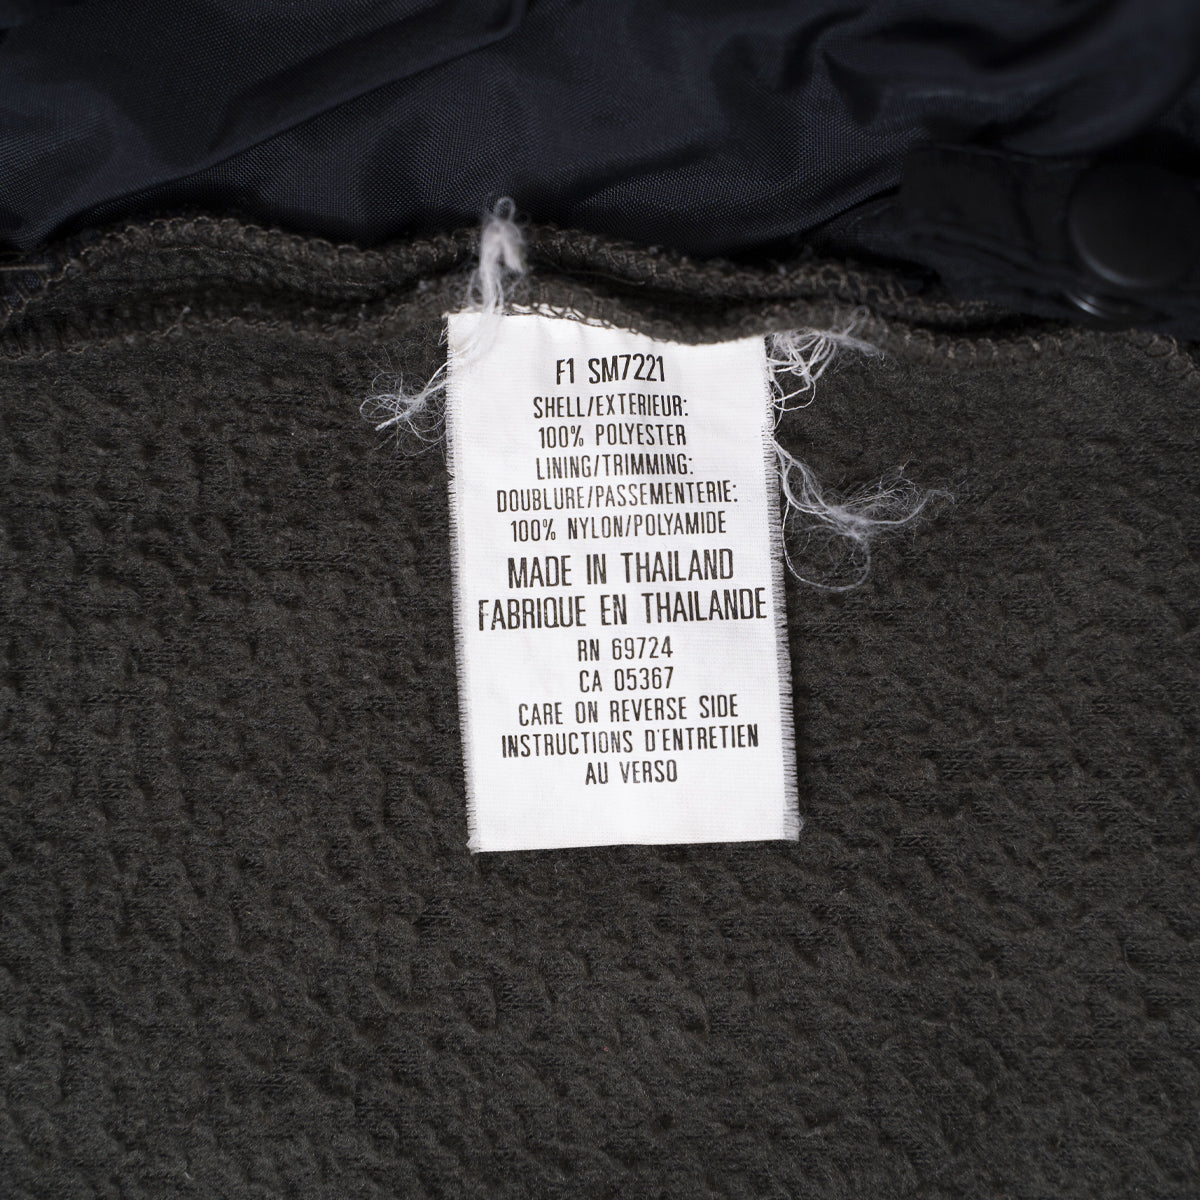 F1 SM7221
SHELL/EXTERIEUR:
100% POLYESTER
LINING/TRIMMING:
DOUBLURE/PASSEMENTERIE:
100% NYLON/POLYAMIDE
MADE IN THAILAND
FABRIQUE EN THAILANDE
RN 69724
CA 05367
CARE ON REVERSE SIDE
INSTRUCTIONS D'ENTRETIEN
AU VERSO